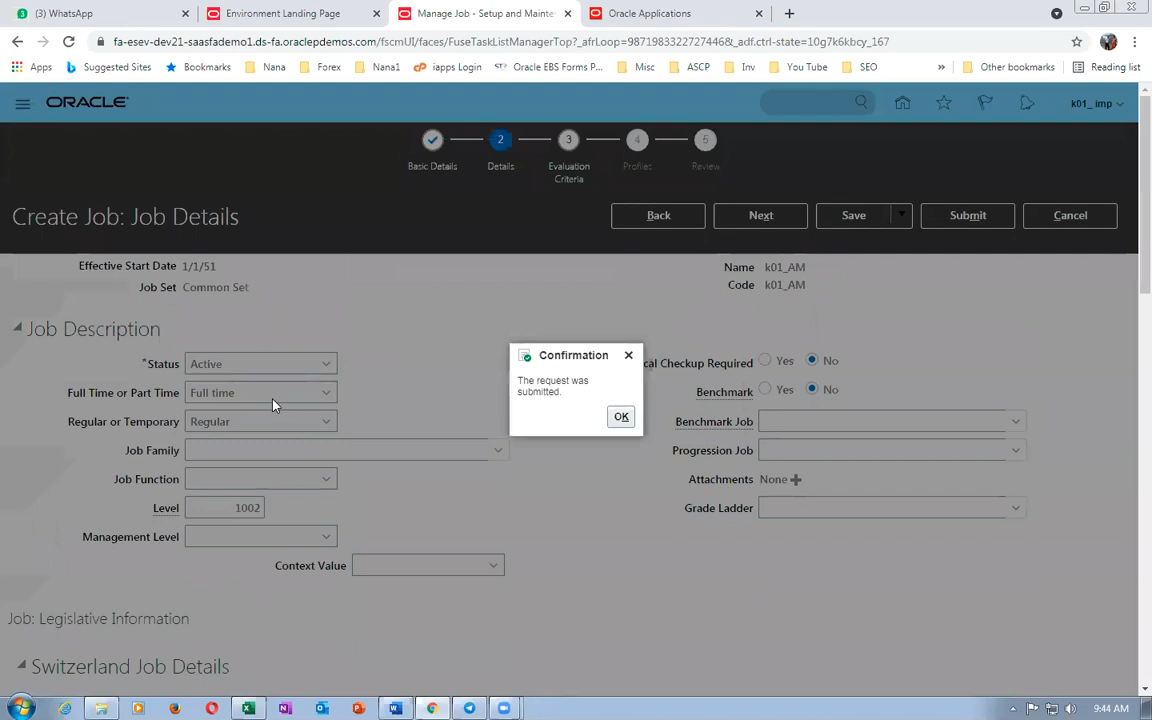 (3) WhatsApp
Environment Landing Page
Manage Job - Setup and Mainte
Oracle Applications
fa-esev-dev21-saasfademo1.ds-fa.oraclepdemos.com/fscmUI/faces/FuseTaskListManagerTop?_afrLoop=9871983322727446&_adf.ctrl-state=10g7k6kbcy_167
Apps
Suggested Sites
Bookmarks
Nana
Forex
Nana1
iapps Login
Oracle EBS Forms P...
Misc
ASCP
Inv
You Tube
SEO
»
Other bookmarks
Reading list
ORACLE
k01_ imp
2
3
4
5
Basic Details
Details
Evaluation
Criteria
Profiles
Review
Create Job: Job Details
Back
Next
Save
Submit
Cancel
Effective Start Date 1/1/51
Job Set Common Set
Name k01_AM
Code k01_AM
Job Description
*Status Active
Full Time or Part Time Full time
Regular or Temporary Regular
Job Family
Job Function
Level 1002
Management Level
Context Value
cal Checkup Required Yes No
Benchmark Yes No
Benchmark Job
Progression Job
Attachments None
Grade Ladder
Confirmation
The request was
submitted.
OK
Job: Legislative Information
Switzerland Job Details
9:44 AM